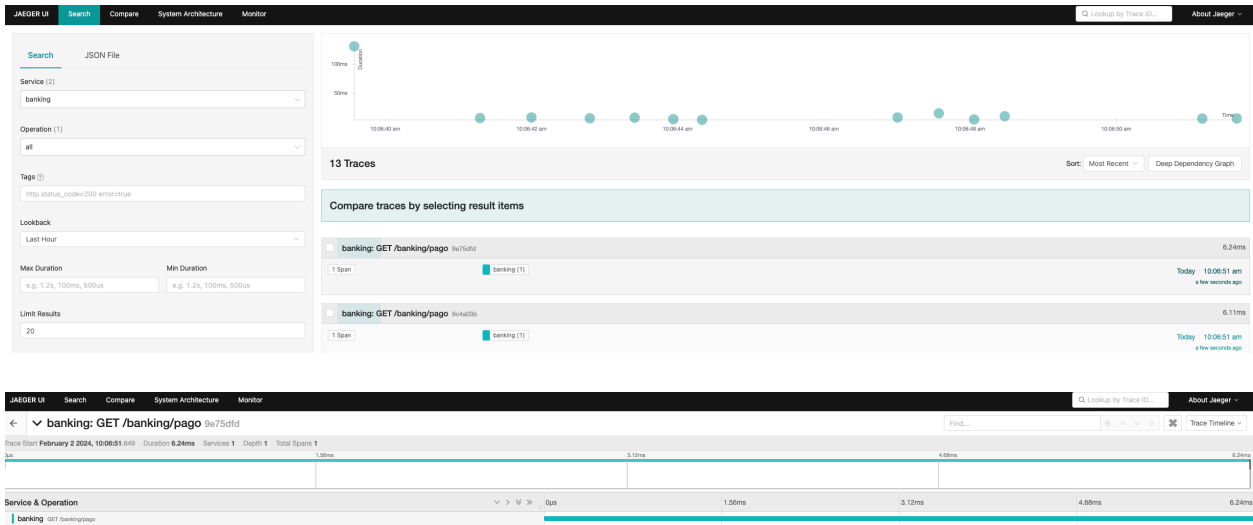 JAEGER UI Search Compare System Architecture Monitor Lookup by Trace ID... About Jaeger
Search JSON File
Service (2)
banking
Operation (1)
all
Tags
http.status_code=200 error=true
Lookback
Last Hour
Max Duration Min Duration
e.g. 1.2s, 100ms, 500us e.g. 1.2s, 100ms, 500us
Limit Results
20
Duration
100ms
50ms
Time
10:06:40 am 10:06:42 am 10:06:44 am 10:06:46 am 10:06:48 am 10:06:50 am
13 Traces Sort: Most Recent Deep Dependency Graph
Compare traces by selecting result items
banking: GET /banking/pago 9e75dfd 6.24ms
1 Span banking (1) Today 10:06:51 am
a few seconds ago
banking: GET /banking/pago 9c4a03b 6.11ms
1 Span banking (1) Today 10:06:51 am
a few seconds ago
JAEGER UI Search Compare System Architecture Monitor Lookup by Trace ID... About Jaeger
banking: GET /banking/pago 9e75dfd Find... Trace Timeline
Trace Start February 2 2024, 10:06:51.649 Duration 6.24ms Services 1 Depth 1 Total Spans 1
0μs 1.56ms 3.12ms 4.68ms 6.24ms
Service & Operation 0μs 1.56ms 3.12ms 4.68ms 6.24ms
banking GET /banking/pago